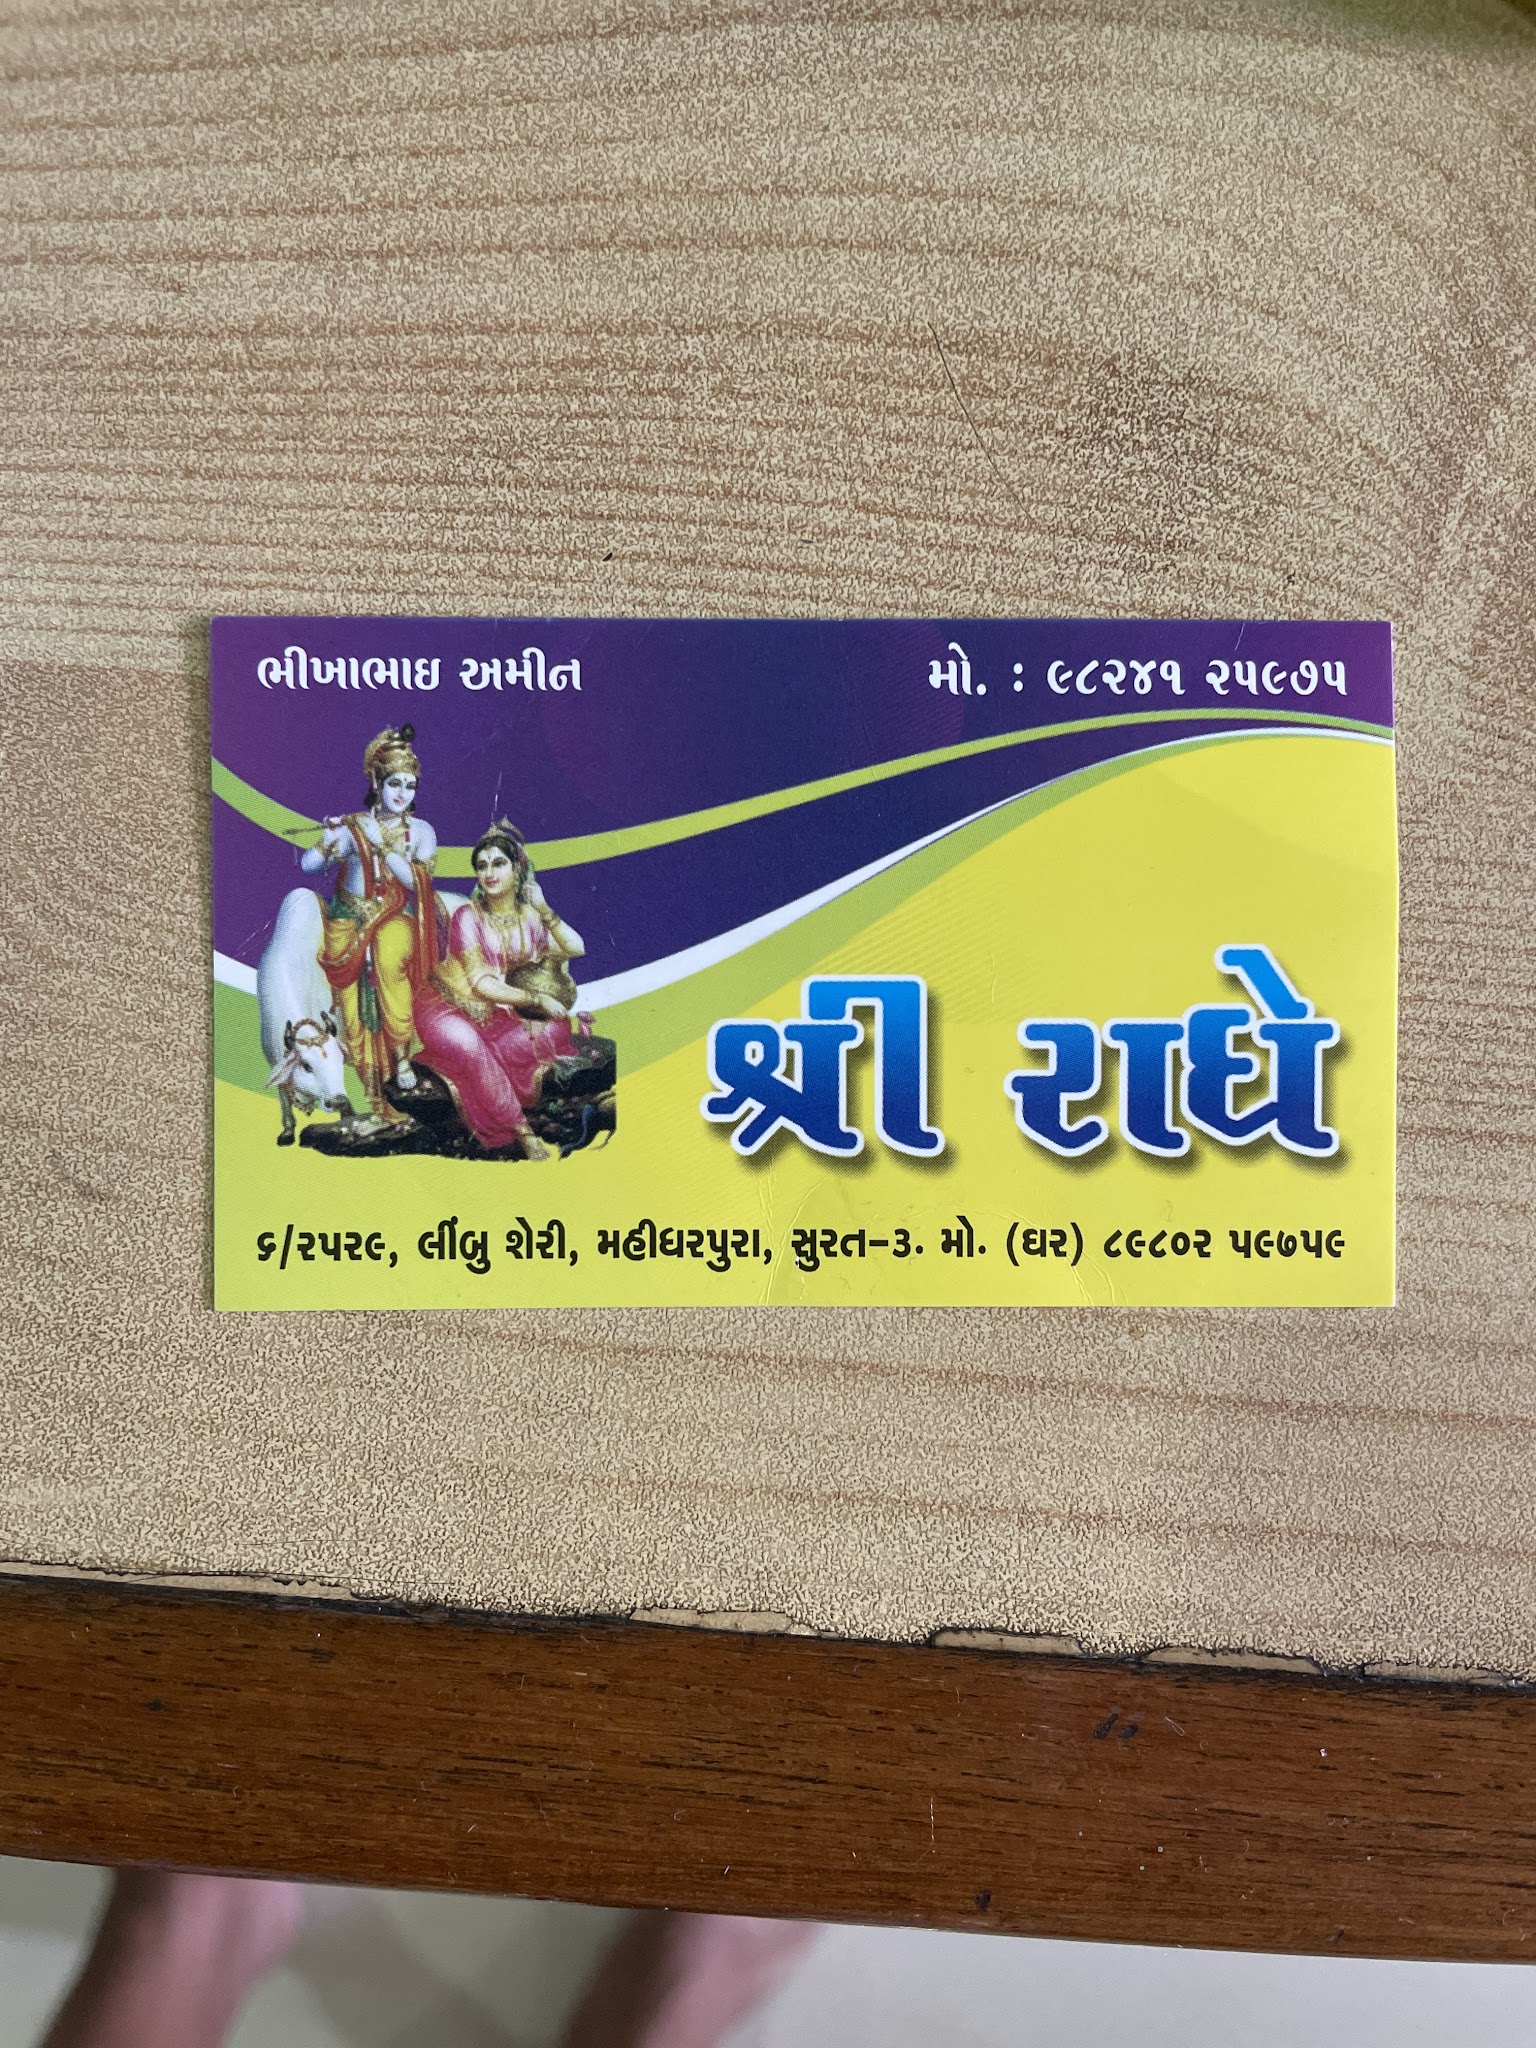 ભીખાભાઇ અમીન
મો. : ૯૮૨૪૧ ૨૫૯૭૫
શ્રી રાધે
૬/૨૫૨૯, લીંબુ શેરી, મહીધરપુરા, સુરત-૩. મો. (ઘર) ૮૯૮૦૨ ૫૯૭૫૯